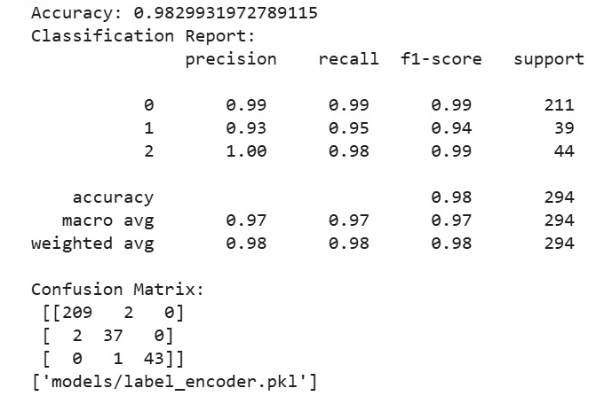 Accuracy: 0.9829931972789115
Classification Report:
precision recall f1-score support
0 0.99 0.99 0.99 211
1 0.93 0.95 0.94 39
2 1.00 0.98 0.99 44
accuracy 0.98 294
macro avg 0.97 0.97 0.97 294
weighted avg 0.98 0.98 0.98 294
Confusion Matrix:
[[209 2 0]
[ 2 37 0]
[ 0 1 43]]
['models/label_encoder.pkl']